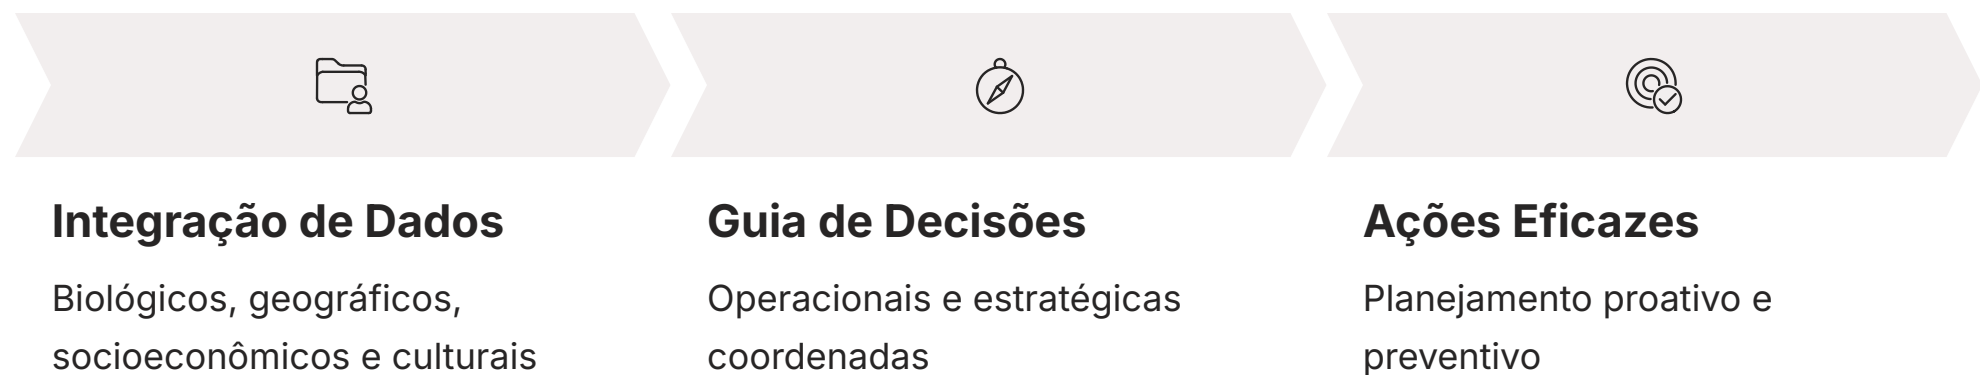 Integração de Dados
Biológicos, geográficos,
socioeconômicos e culturais
Guia de Decisões
Operacionais e estratégicas
coordenadas
Ações Eficazes
Planejamento proativo e
preventivo